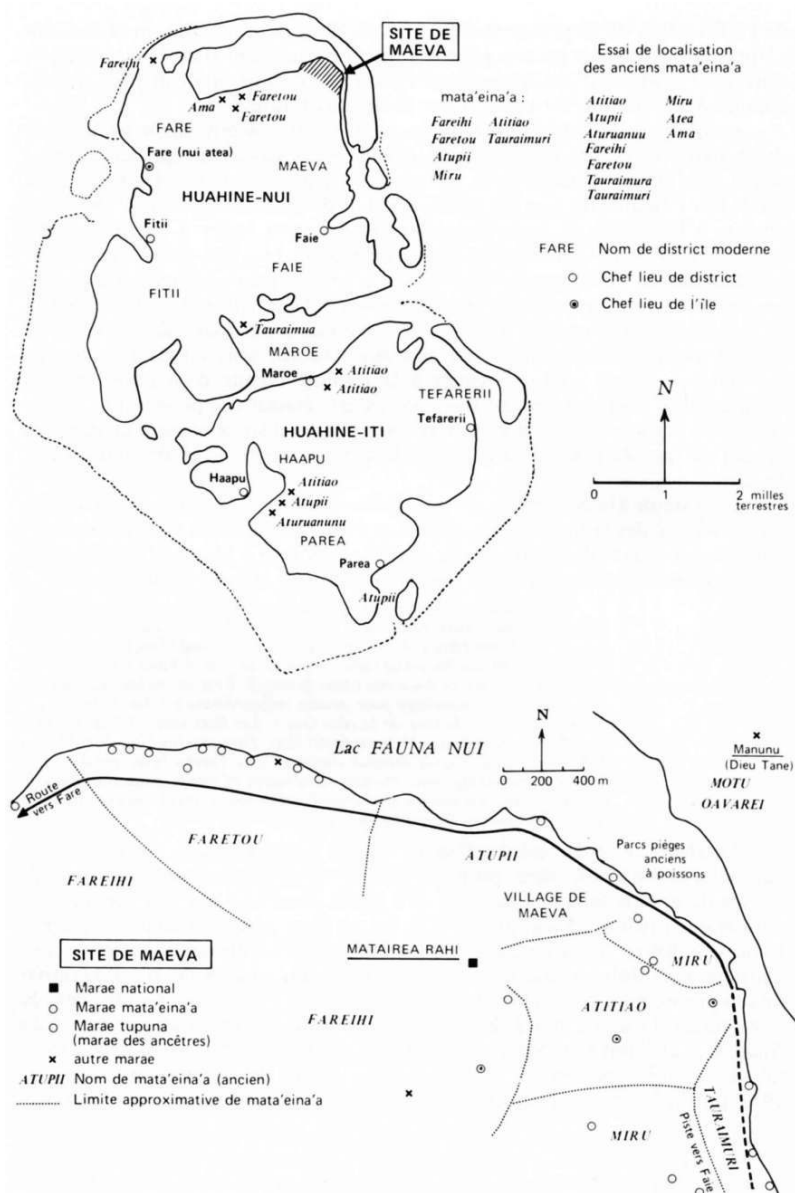 SITE DE
MAEVA
Essai de localisation
des anciens mata'eina'a
mata'eina'a :
Fareihi Atitiao
Faretou Tauraimuri
Atupii
Miru
Atitiao Miru
Atupii Atea
Aturuanuu Ama
Fareihi
Faretou
Tauraimura
Tauraimuri
Fareihi
Ama
Faretou
Faretou
FARE
Fare (nui atea)
MAEVA
HUAHINE-NUI
Fitii
Faie
FAIE
FITII
FARE Nom de district moderne
Chef lieu de district
Chef lieu de l'île
Tauraimua
MAROE
Maroe
Atitiao
Atitiao
TEFARERII
Tefarerii
HUAHINE-ITI
HAAPU
Haapu
Atitiao
Atupii
Aturuanunu
PAREA
Parea
Atupii
N
0 1 2 milles
terrestres
Lac FAUNA NUI
N
0 200 400 m
Manunu
(Dieu Tane)
MOTU
OAVAREI
Route
vers Fare
FARETOU
ATUPII
Parcs pièges
anciens
à poissons
FAREIHI
VILLAGE DE
MAEVA
MATAIREA RAHI
MIRU
ATITIAO
FAREIHI
MIRU
TAURAIMURI
Piste vers Faie
SITE DE MAEVA
Marae national
Marae mata'eina'a
Marae tupuna
(marae des ancêtres)
autre marae
ATUPII Nom de mata'eina'a (ancien)
Limite approximative de mata'eina'a